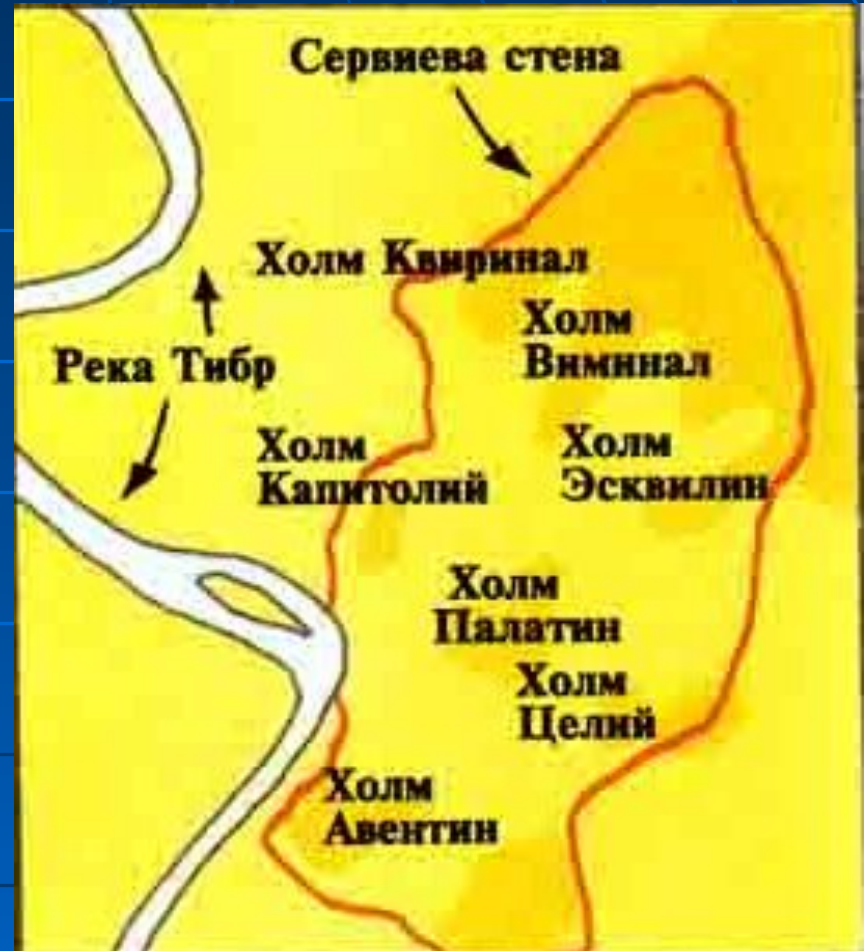 Сервиева стена
Холм Квиринал
Холм
Виминал
Река Тибр
Холм
Капитолий
Холм
Эсквилин
Холм
Палатин
Холм
Целий
Холм
Авентин